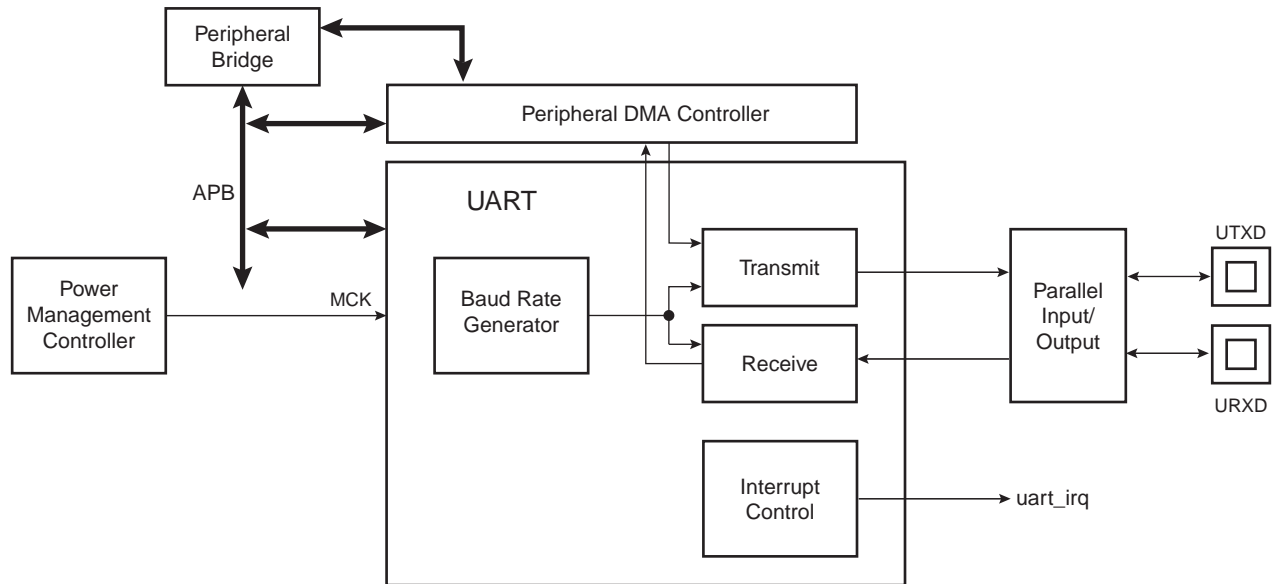 Peripheral
Bridge
Peripheral DMA Controller
APB
UART
Power
Management
Controller
MCK
Baud Rate
Generator
Transmit
Receive
Parallel
Input/
Output
UTXD
URXD
Interrupt
Control
uart_irq